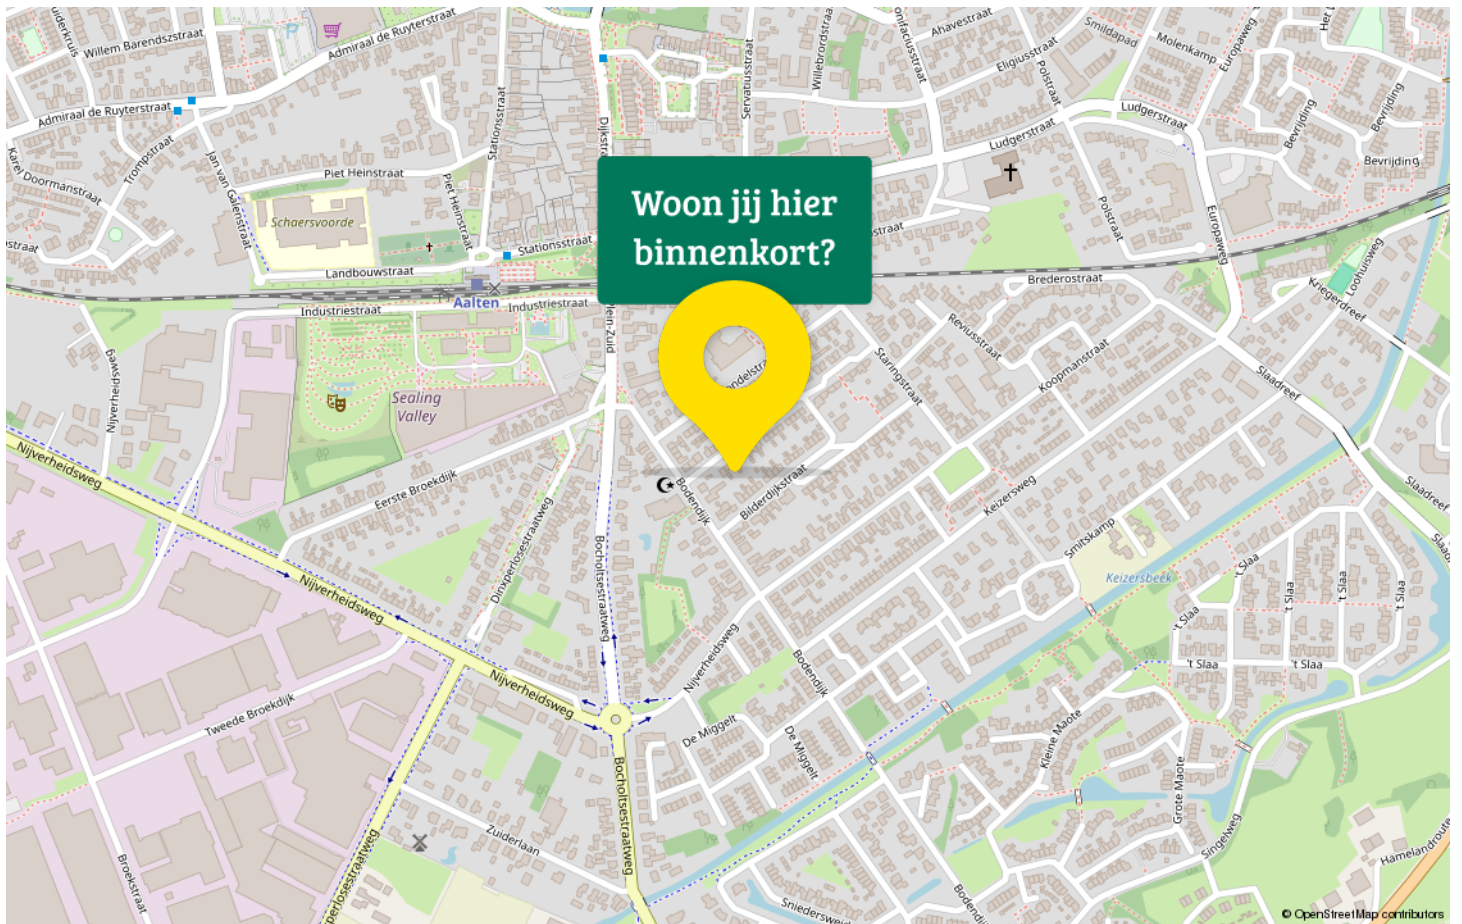 Willem Barendszstraat
Admiraal de Ruyterstraat
Ahavestraat
Smildapad
Molenkamp
Europaweg
Eligiusstraat
Polstraat
Willebrordstraat
Servatiusstraat
Stationsstraat
Admiraal de Ruyterstraat
Trompstraat
Jan van Galenstraat
Karel Doormanstraat
Ludgerstraat
Ludgerstraat
Bevrijding
Bevrijding
Bevrijding
Piet Heinstraat
Piet Heinstraat
Schaersvoorde
Woon jij hier
binnenkort?
Polstraat
Europaweg
Stationsstraat
Landbouwstraat
Aalten
Industriestraat
Industriestraat
Brederostraat
Loohuisweg
Kriegerdreef
Nijverheidsweg
Reviusstraat
Staringstraat
Koopmanstraat
Slaadreef
Sealing
Valley
Nijverheidsweg
Eerste Broekdijk
Bodendijk
Bilderdijkstraat
Keizersweg
Slaadreef
Dinxperlosestraatweg
Bocholtsestraatweg
Smitskamp
Keizersbeek
't Slaa
't Slaa
't Slaa
't Slaa
't Slaa
't Slaa
't Slaa
Nijverheidsweg
Nijverheidsweg
Nijverheidsweg
Bodendijk
Tweede Broekdijk
De Miggelt
De Miggelt
Kleine Maote
Grote Maote
Bocholtsestraatweg
Zuiderlaan
Broekstraat
Singelweg
Hamelandroute
© OpenStreetMap contributors